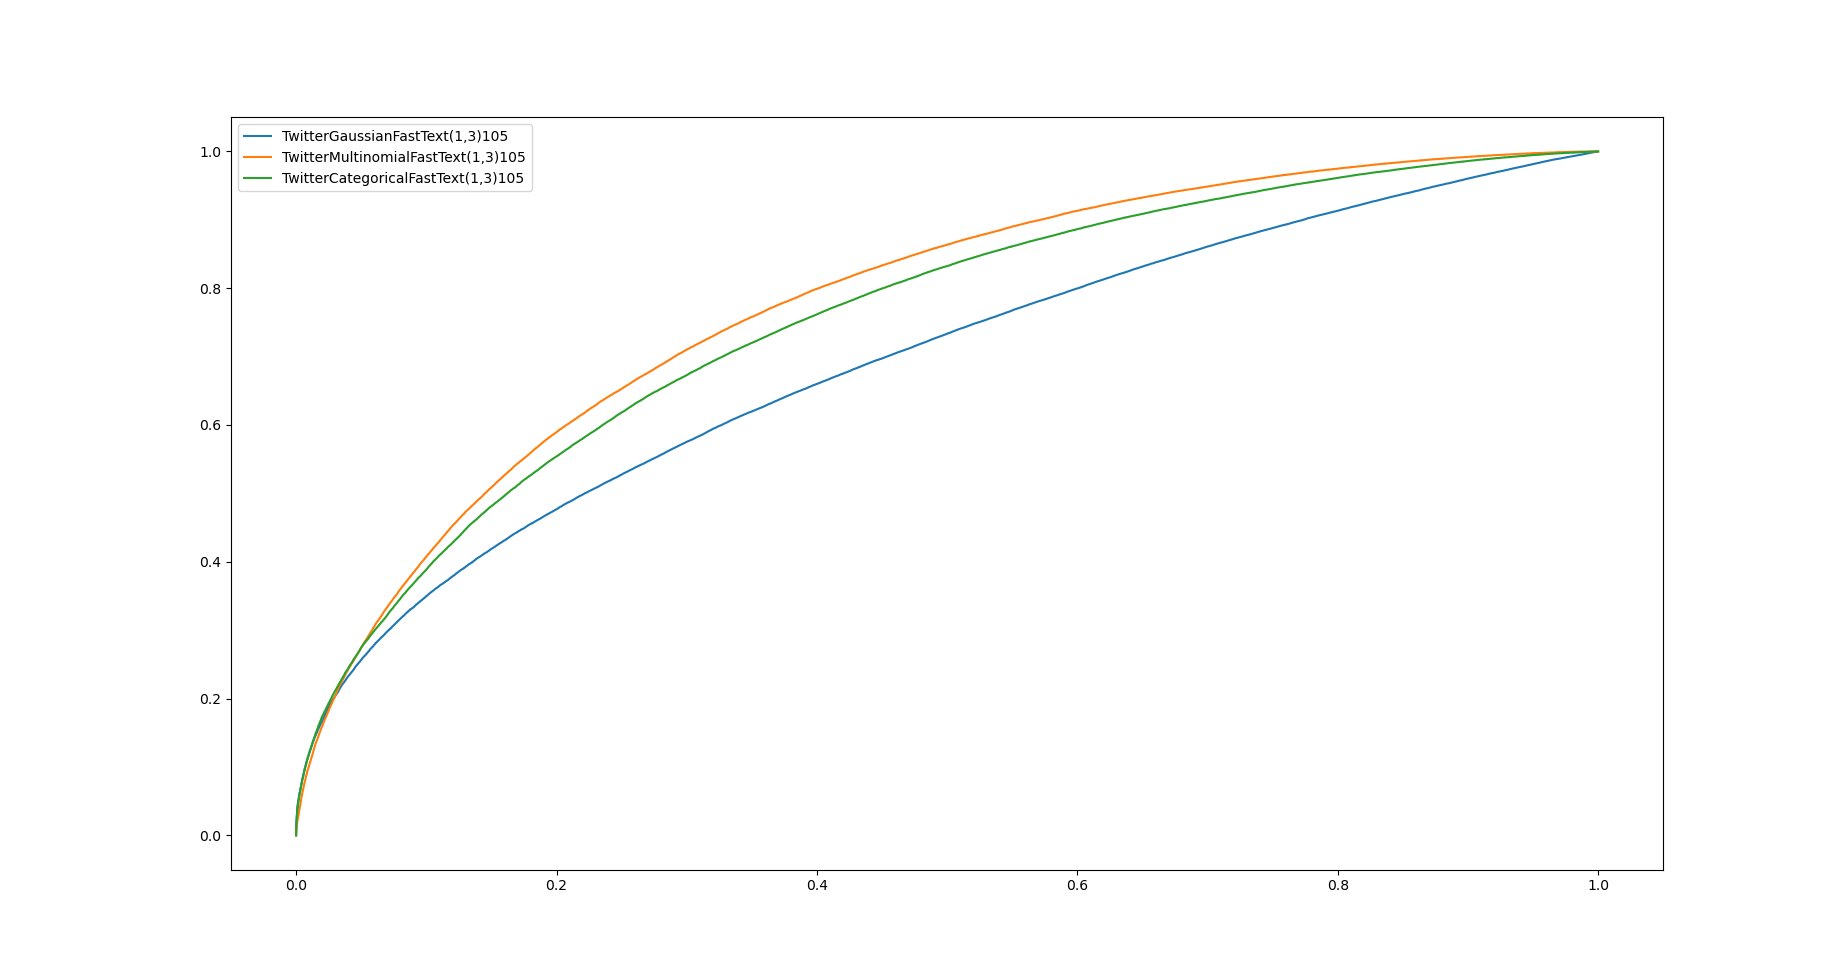 TwitterGaussianFastText(1,3)105
TwitterMultinomialFastText(1,3)105
TwitterCategoricalFastText(1,3)105
1.0
0.8
0.6
0.4
0.2
0.0
0.0 0.2 0.4 0.6 0.8 1.0